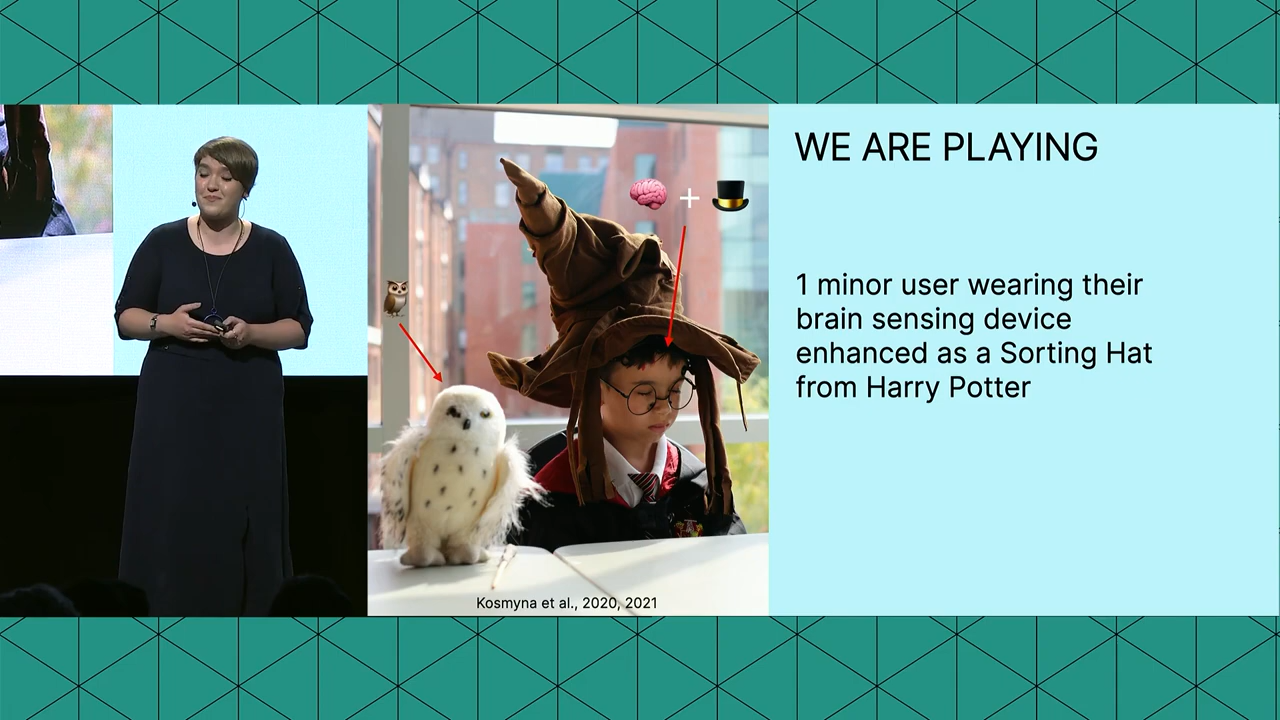 WE ARE PLAYING
1 minor user wearing their
brain sensing device
enhanced as a Sorting Hat
from Harry Potter
Kosmyna et al., 2020, 2021